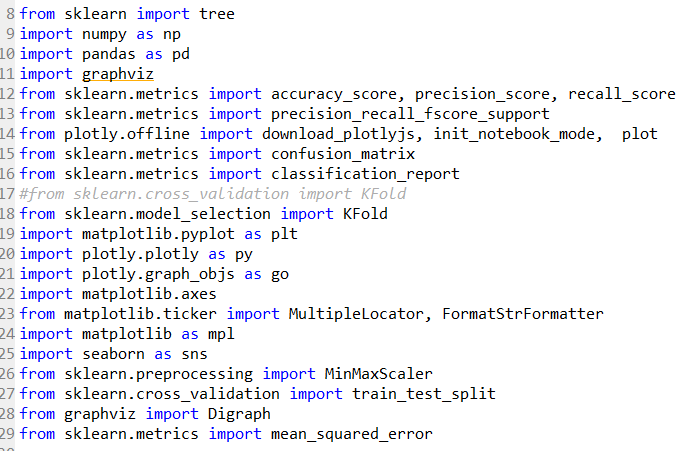 8 from sklearn import tree
9 import numpy as np
10 import pandas as pd
11 import graphviz
12 from sklearn.metrics import accuracy_score, precision_score, recall_score
13 from sklearn.metrics import precision_recall_fscore_support
14 from plotly.offline import download_plotlyjs, init_notebook_mode,  plot
15 from sklearn.metrics import confusion_matrix
16 from sklearn.metrics import classification_report
17 #from sklearn.cross_validation import KFold
18 from sklearn.model_selection import KFold
19 import matplotlib.pyplot as plt
20 import plotly.plotly as py
21 import plotly.graph_objs as go
22 import matplotlib.axes
23 from matplotlib.ticker import MultipleLocator, FormatStrFormatter
24 import matplotlib as mpl
25 import seaborn as sns
26 from sklearn.preprocessing import MinMaxScaler
27 from sklearn.cross_validation import train_test_split
28 from graphviz import Digraph
29 from sklearn.metrics import mean_squared_error